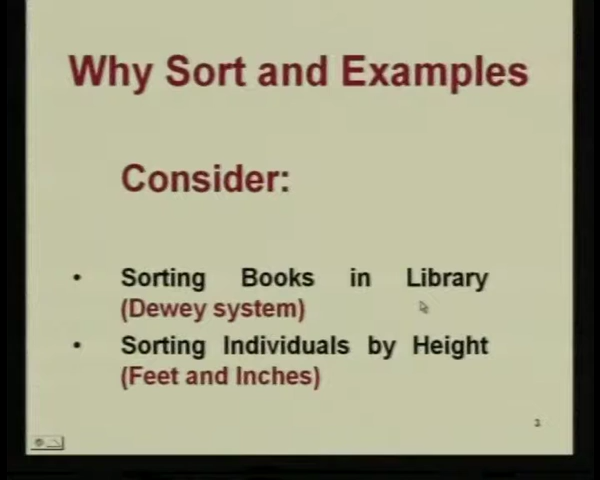 Why Sort and Examples
Consider:
• Sorting Books in Library
(Dewey system)
• Sorting Individuals by Height
(Feet and Inches)